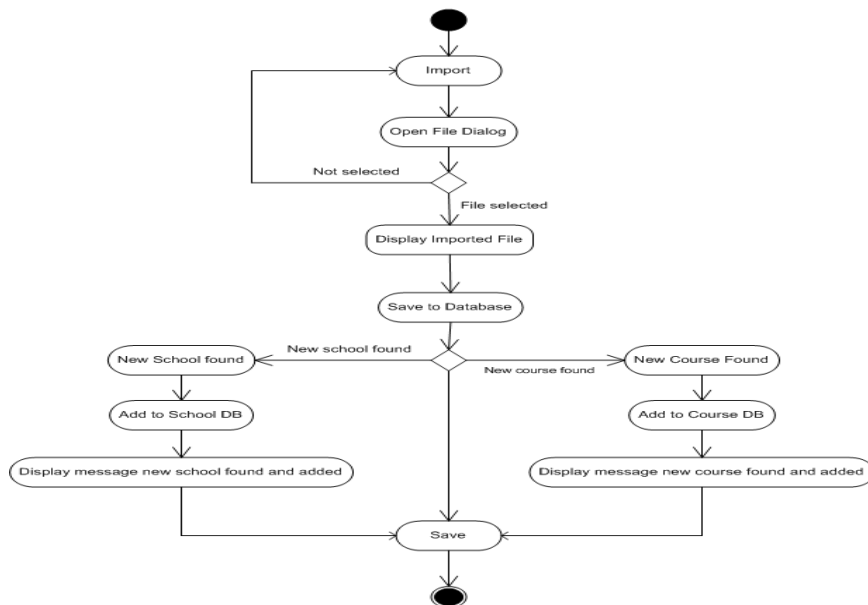 Import
Open File Dialog
Not selected
File selected
Display Imported File
Save to Database
New school found
New School found
New course found
New Course Found
Add to School DB
Add to Course DB
Display message new school found and added
Display message new course found and added
Save